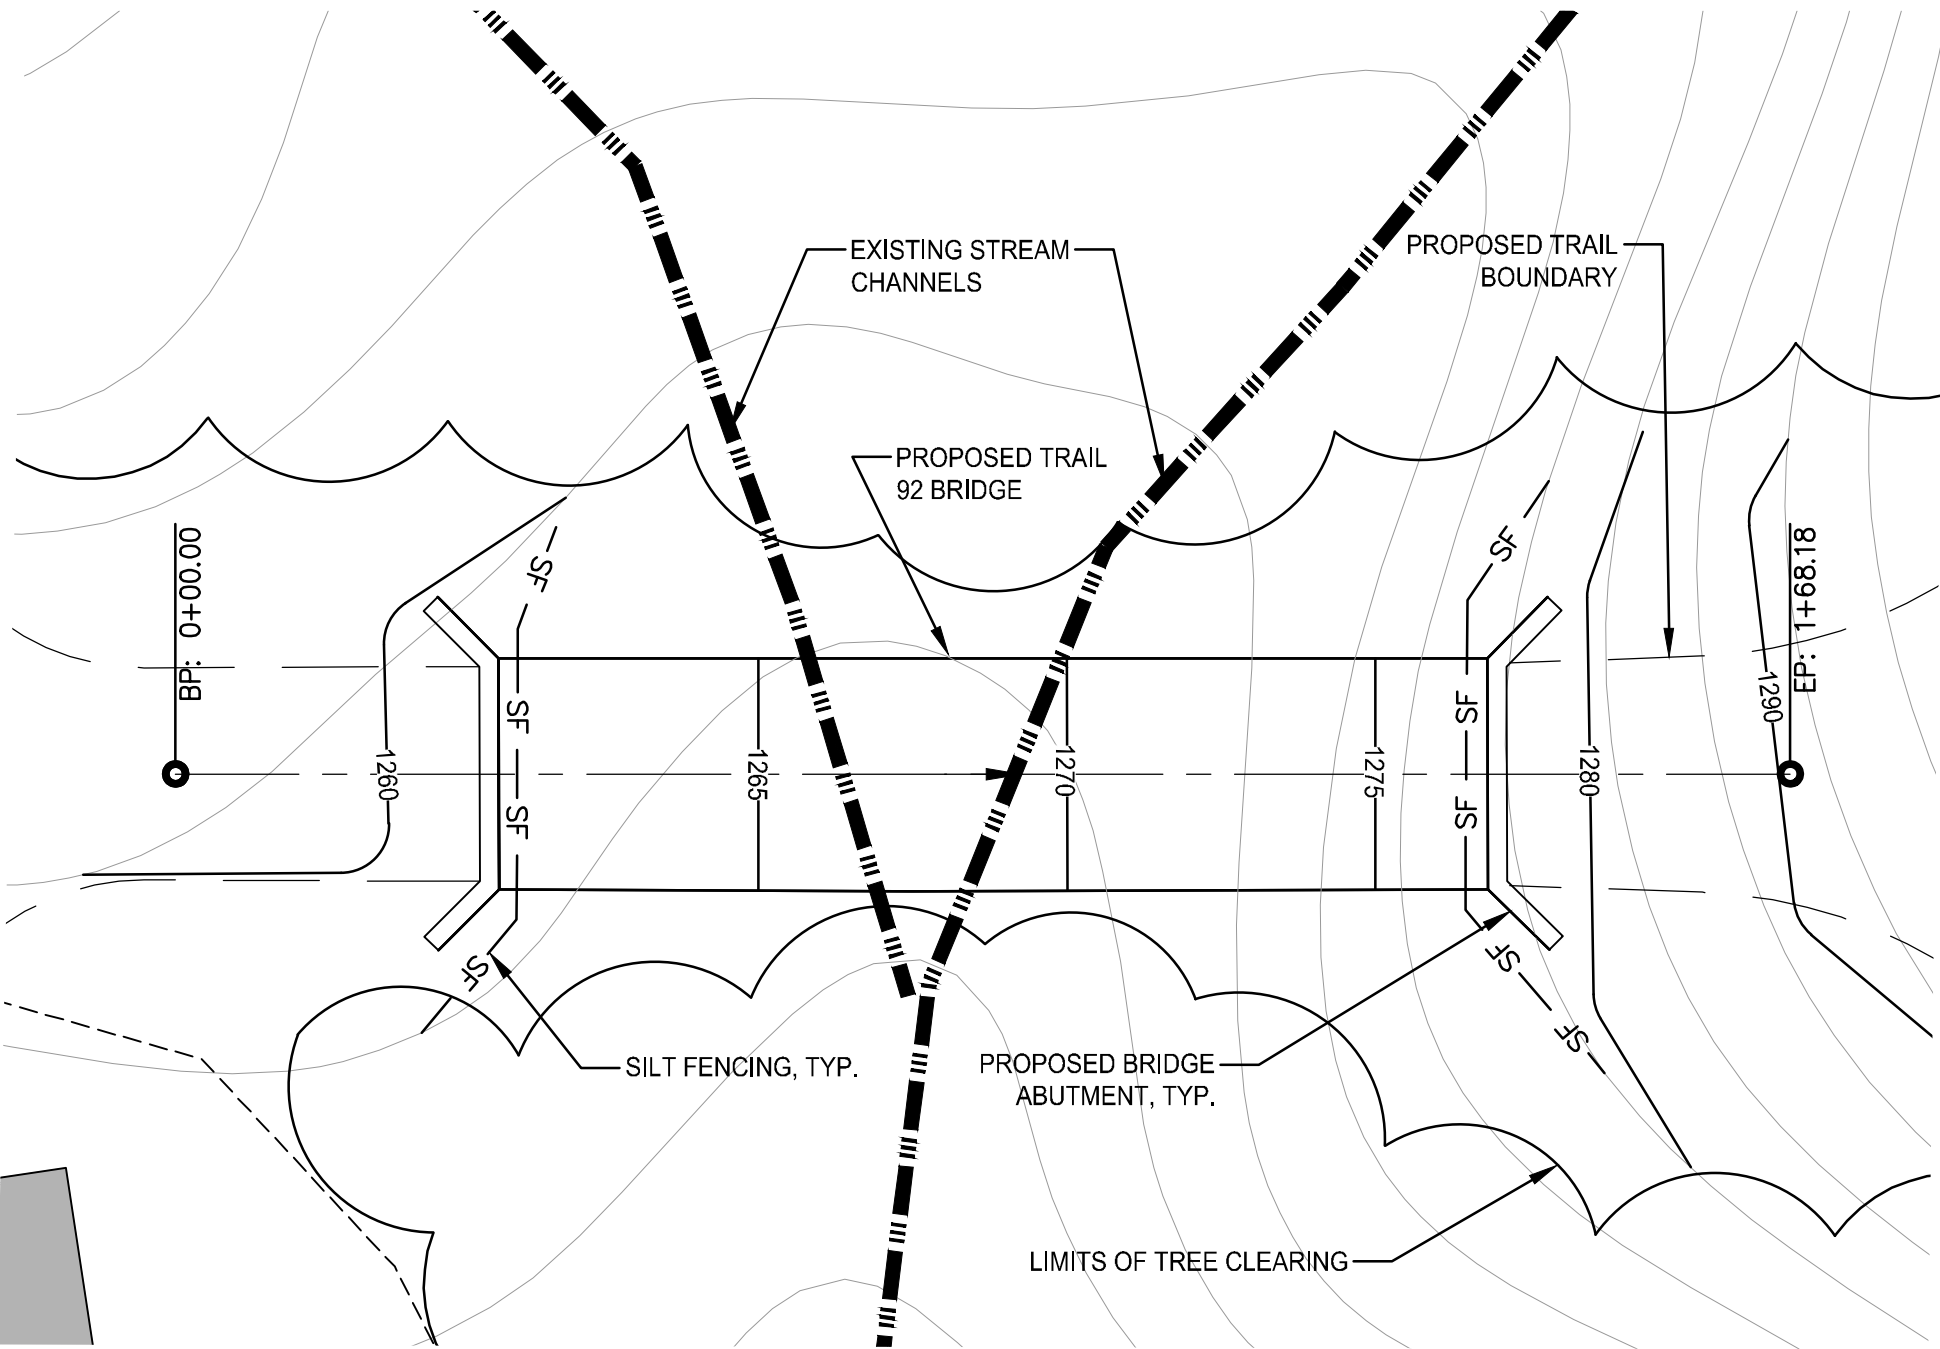 EXISTING STREAM
CHANNELS
PROPOSED TRAIL
BOUNDARY
PROPOSED TRAIL
92 BRIDGE
BP: 0+00.00
EP: 1+68.18
SF
SF
SF
SF
SF
SF
SF
SF
SF
1260
1265
1270
1275
1280
1290
SILT FENCING, TYP.
PROPOSED BRIDGE
ABUTMENT, TYP.
LIMITS OF TREE CLEARING